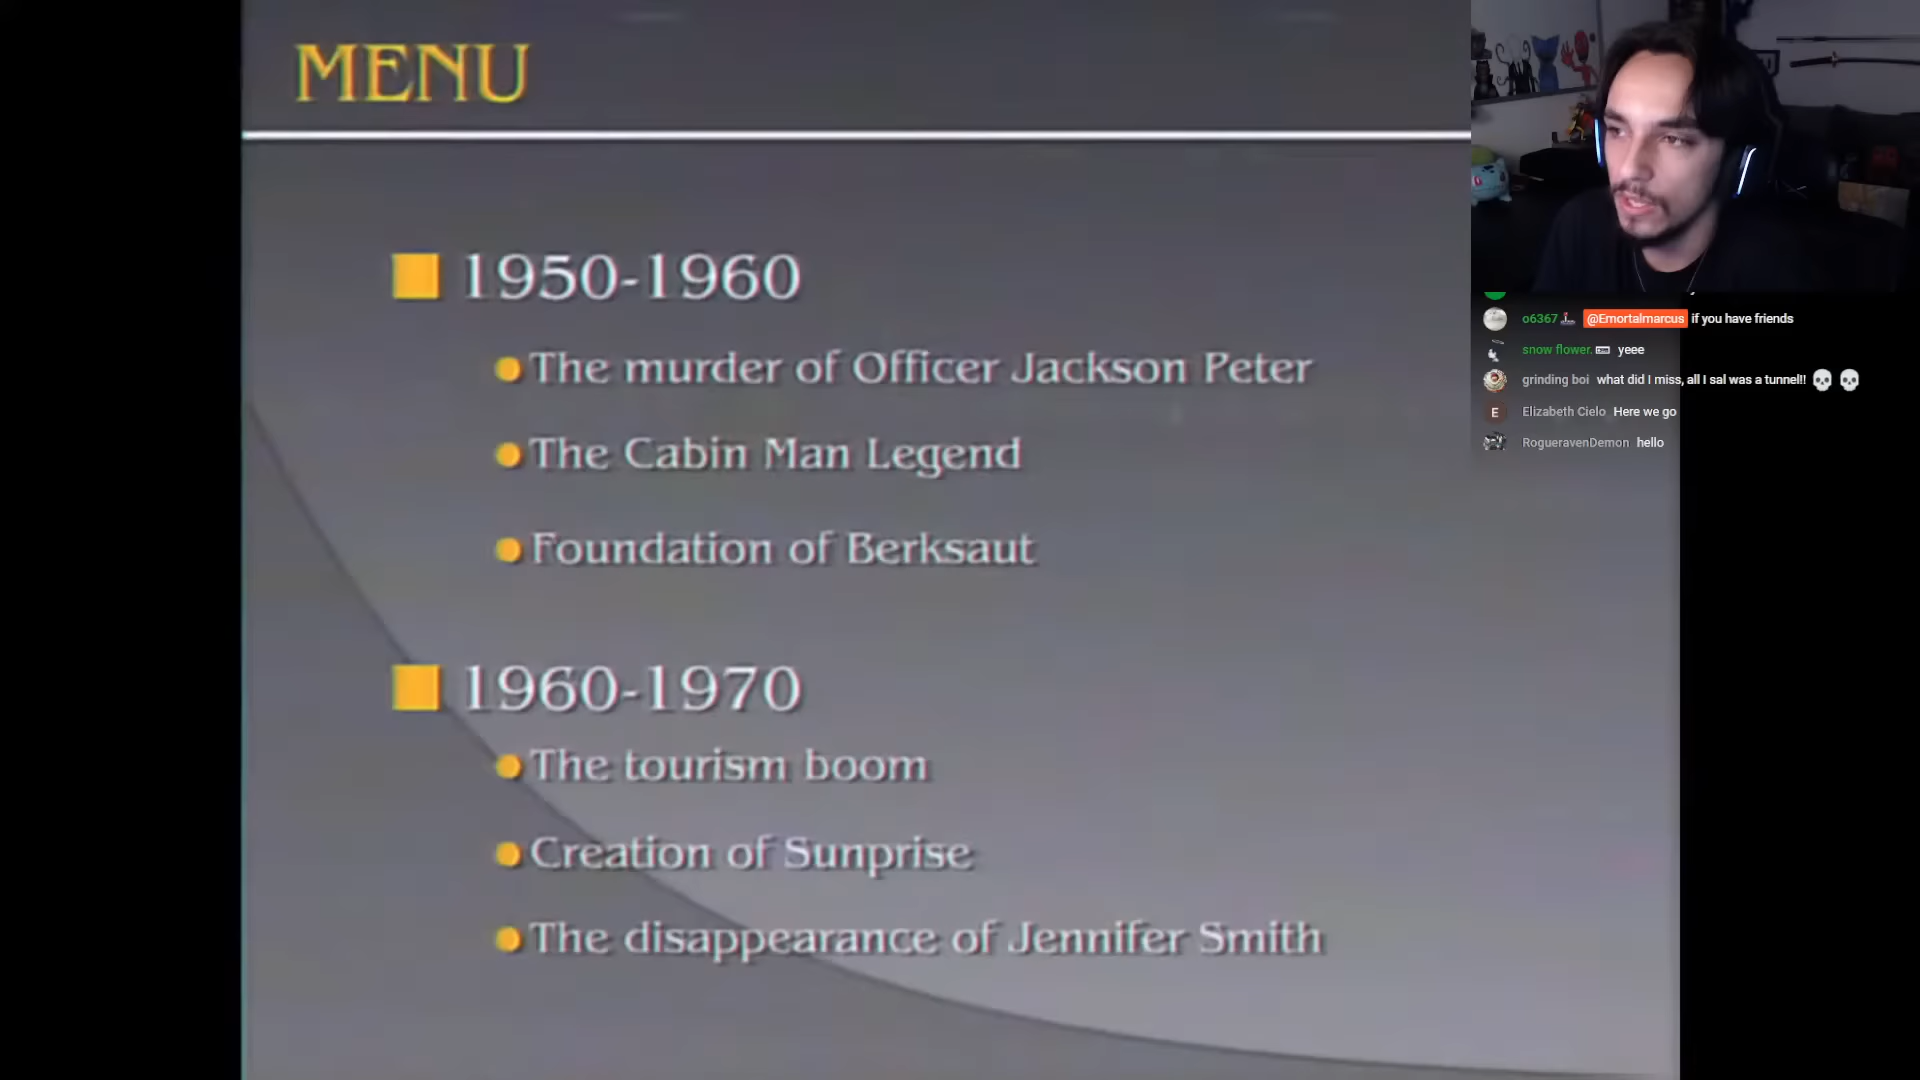 MENU
1950-1960
The murder of Officer Jackson Peter
The Cabin Man Legend
Foundation of Berksaut
1960-1970
The tourism boom
Creation of Sunprise
The disappearance of Jennifer Smith
o6367 @Emortalmarcus if you have friends
snow flower. yeee
grinding boi what did I miss, all I sal was a tunnel!! 💀 💀
E Elizabeth Cielo Here we go
RogueravenDemon hello